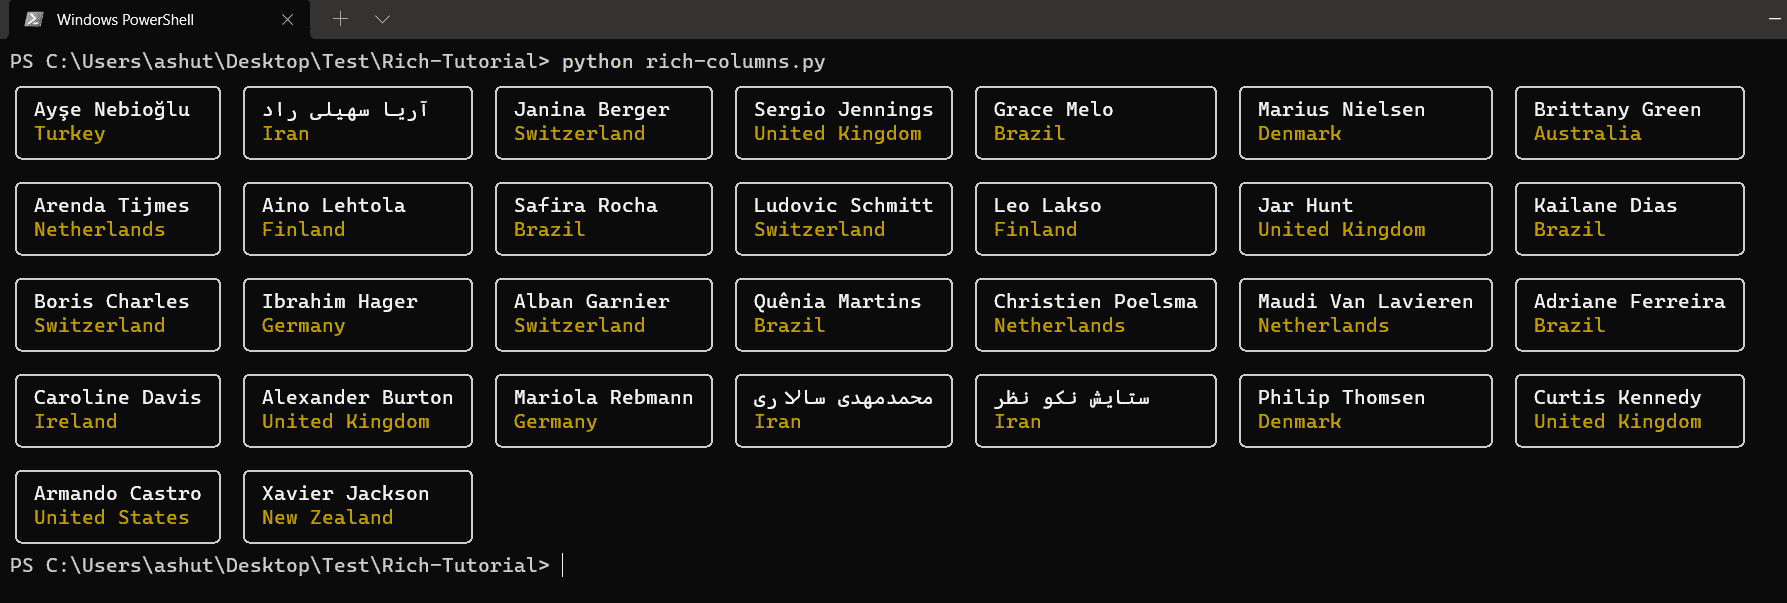 Windows PowerShell
PS C:\Users\ashut\Desktop\Test\Rich-Tutorial> python rich-columns.py
Ayşe Nebioğlu
Turkey
آریا سهیلی راد
Iran
Janina Berger
Switzerland
Sergio Jennings
United Kingdom
Grace Melo
Brazil
Marius Nielsen
Denmark
Brittany Green
Australia
Arenda Tijmes
Netherlands
Aino Lehtola
Finland
Safira Rocha
Brazil
Ludovic Schmitt
Switzerland
Leo Lakso
Finland
Jar Hunt
United Kingdom
Kailane Dias
Brazil
Boris Charles
Switzerland
Ibrahim Hager
Germany
Alban Garnier
Switzerland
Quênia Martins
Brazil
Christien Poelsma
Netherlands
Maudi Van Lavieren
Netherlands
Adriane Ferreira
Brazil
Caroline Davis
Ireland
Alexander Burton
United Kingdom
Mariola Rebmann
Germany
محمدمهدی سالاری
Iran
ستایش نکو نظر
Iran
Philip Thomsen
Denmark
Curtis Kennedy
United Kingdom
Armando Castro
United States
Xavier Jackson
New Zealand
PS C:\Users\ashut\Desktop\Test\Rich-Tutorial>